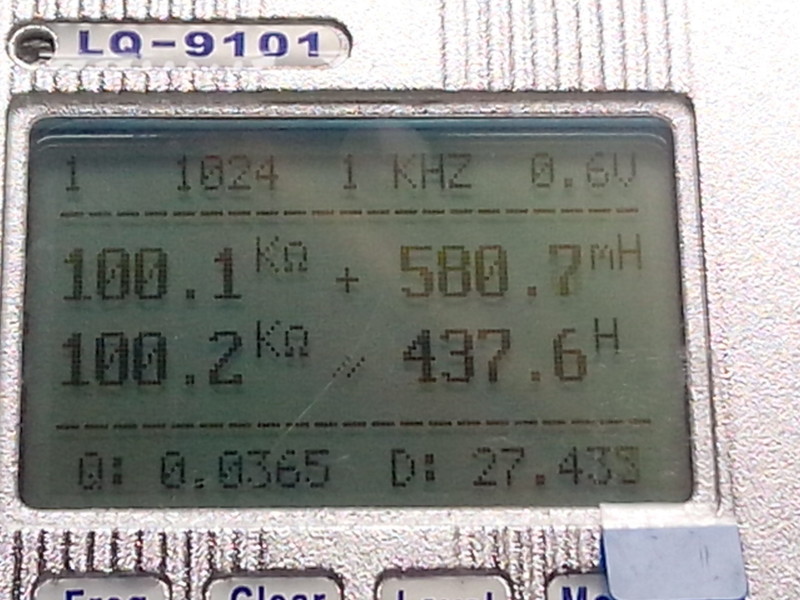 LQ-9101
1 1024 1 KHZ 0.6V
100.1 KΩ + 580.7 mH
100.2 KΩ // 437.6 H
Q: 0.0365 D: 27.433
Clear